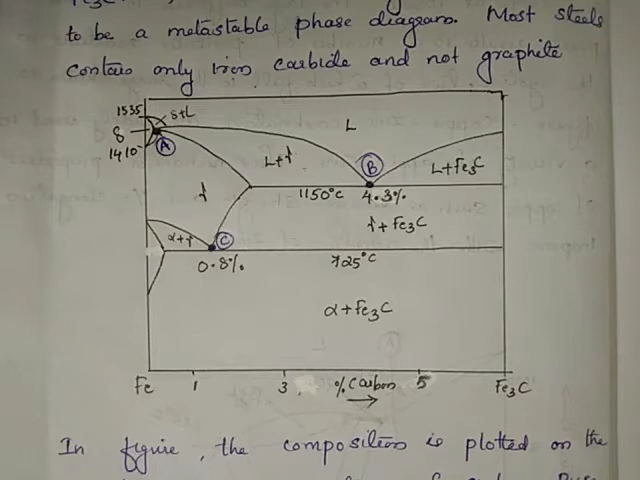 to be a metastable phase diagram. Most steels
contain only iron carbide and not graphite
1535
δ+L
L
δ
A
1410
L+γ
B
L+Fe3C
γ
1150°C 4.3%
γ+Fe3C
α+γ
C
0.8% 725°C
α+Fe3C
Fe 1 3 % Carbon 5 Fe3C
→
In figure, the composition is plotted on the